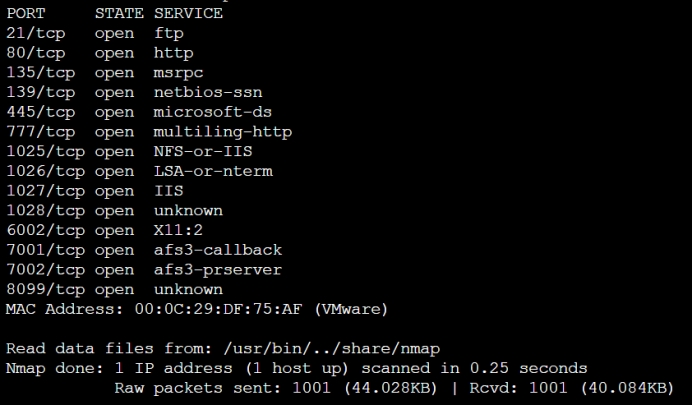 PORT     STATE SERVICE
21/tcp   open  ftp
80/tcp   open  http
135/tcp  open  msrpc
139/tcp  open  netbios-ssn
445/tcp  open  microsoft-ds
777/tcp  open  multiling-http
1025/tcp open  NFS-or-IIS
1026/tcp open  LSA-or-nterm
1027/tcp open  IIS
1028/tcp open  unknown
6002/tcp open  X11:2
7001/tcp open  afs3-callback
7002/tcp open  afs3-prserver
8099/tcp open  unknown
MAC Address: 00:0C:29:DF:75:AF (VMware)
Read data files from: /usr/bin/../share/nmap
Nmap done: 1 IP address (1 host up) scanned in 0.25 seconds
           Raw packets sent: 1001 (44.028KB) | Rcvd: 1001 (40.084KB)